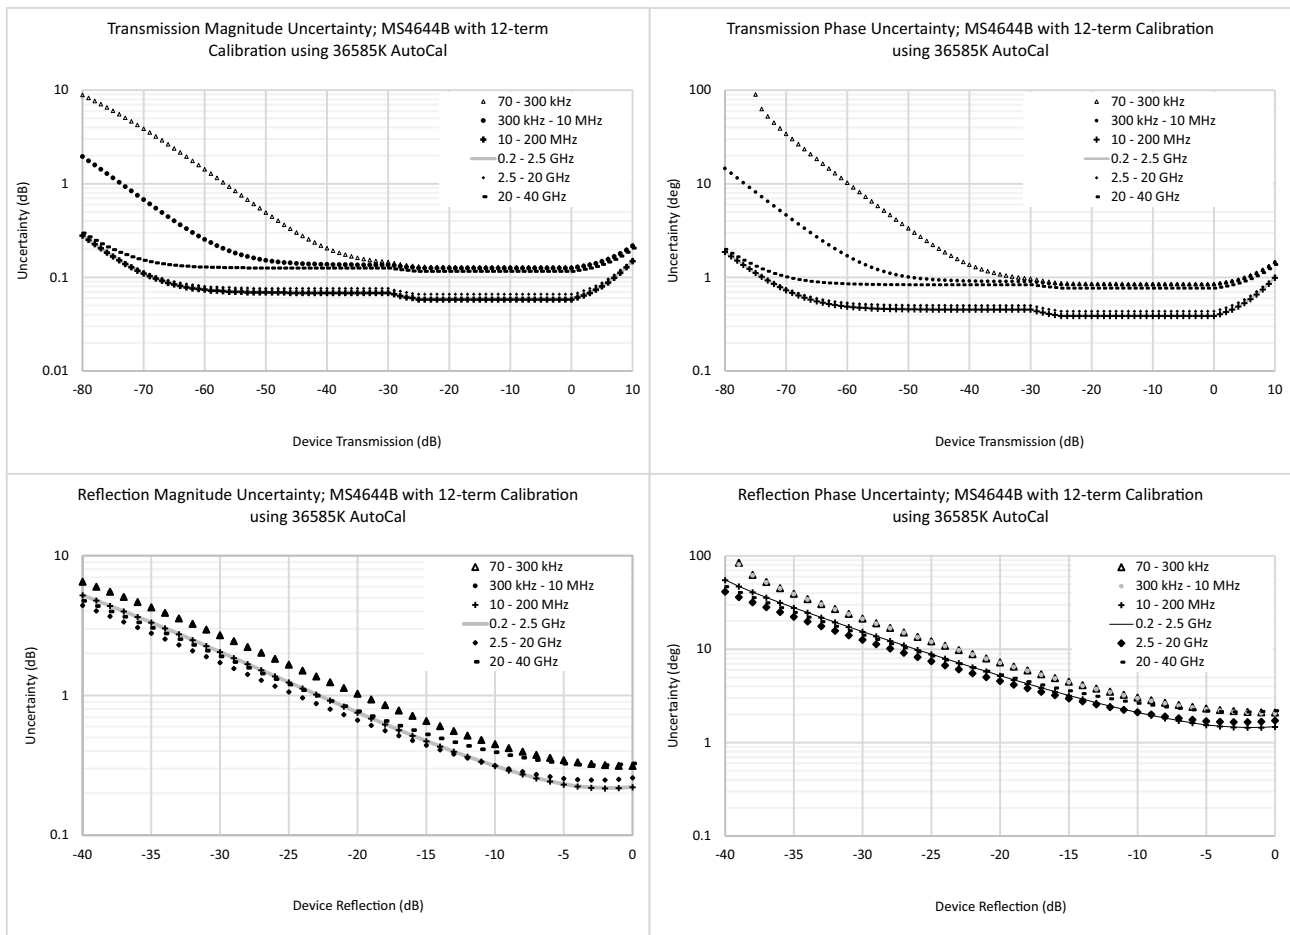 Transmission Magnitude Uncertainty; MS4644B with 12-term
Calibration using 36585K AutoCal
10
1
0.1
0.01
Uncertainty (dB)
70 - 300 kHz
300 kHz - 10 MHz
10 - 200 MHz
0.2 - 2.5 GHz
2.5 - 20 GHz
20 - 40 GHz
-80 -70 -60 -50 -40 -30 -20 -10 0 10
Device Transmission (dB)
Transmission Phase Uncertainty; MS4644B with 12-term Calibration
using 36585K AutoCal
100
10
1
0.1
Uncertainty (deg)
70 - 300 kHz
300 kHz - 10 MHz
10 - 200 MHz
0.2 - 2.5 GHz
2.5 - 20 GHz
20 - 40 GHz
-80 -70 -60 -50 -40 -30 -20 -10 0 10
Device Transmission (dB)
Reflection Magnitude Uncertainty; MS4644B with 12-term Calibration
using 36585K AutoCal
10
1
0.1
Uncertainty (dB)
70 - 300 kHz
300 kHz - 10 MHz
10 - 200 MHz
0.2 - 2.5 GHz
2.5 - 20 GHz
20 - 40 GHz
-40 -35 -30 -25 -20 -15 -10 -5 0
Device Reflection (dB)
Reflection Phase Uncertainty; MS4644B with 12-term Calibration
using 36585K AutoCal
100
10
1
0.1
Uncertainty (deg)
70 - 300 kHz
300 kHz - 10 MHz
10 - 200 MHz
0.2 - 2.5 GHz
2.5 - 20 GHz
20 - 40 GHz
-40 -35 -30 -25 -20 -15 -10 -5 0
Device Reflection (dB)